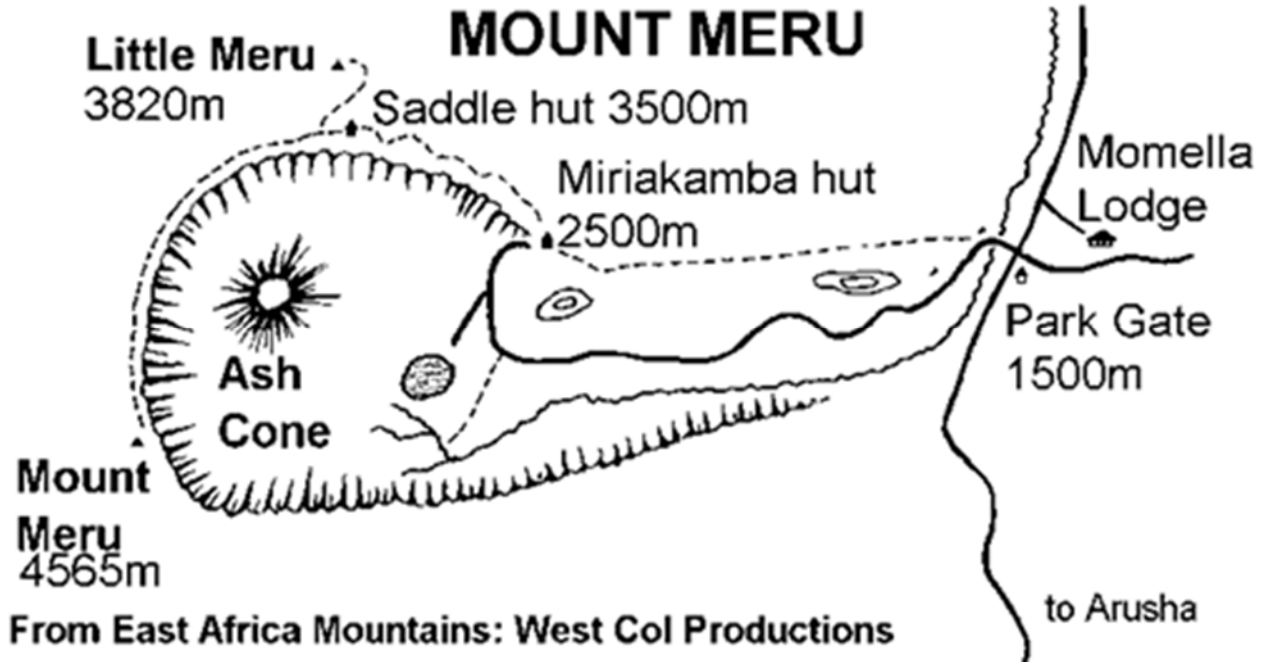 MOUNT MERU
Little Meru
3820m
Saddle hut 3500m
Miriakamba hut
2500m
Momella
Lodge
Park Gate
1500m
Ash
Cone
Mount
Meru
4565m
to Arusha
From East Africa Mountains: West Col Productions